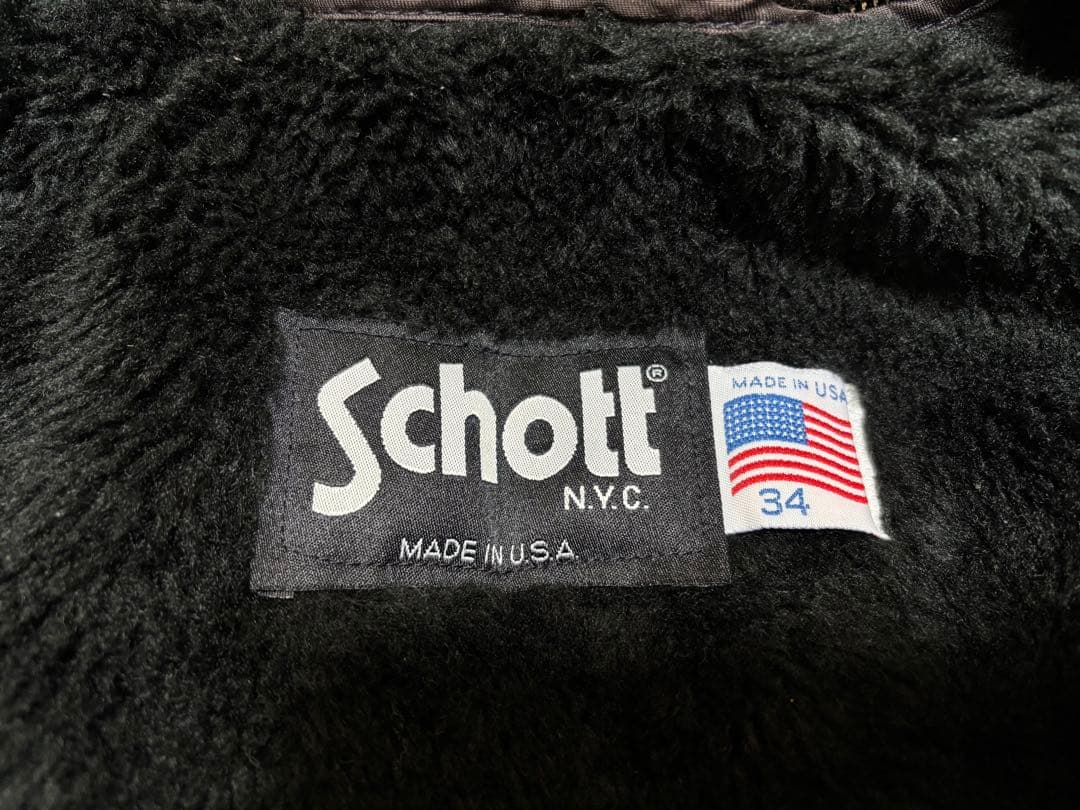 Schott®
N.Y.C.
MADE IN U.S.A.
MADE IN USA
34